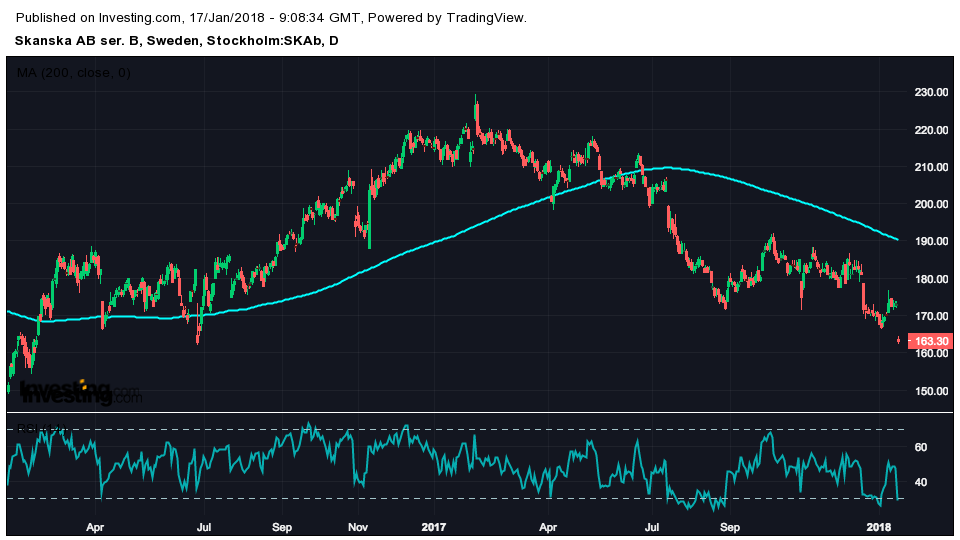 Published on Investing.com, 17/Jan/2018 - 9:08:34 GMT, Powered by TradingView.
Skanska AB ser. B, Sweden, Stockholm:SKAb, D
MA (200, close, 0)
230.00
220.00
210.00
200.00
190.00
180.00
170.00
163.30
160.00
150.00
Investing.com
Investing.com
60
40
Apr Jul Sep Nov 2017 Apr Jul Sep 2018